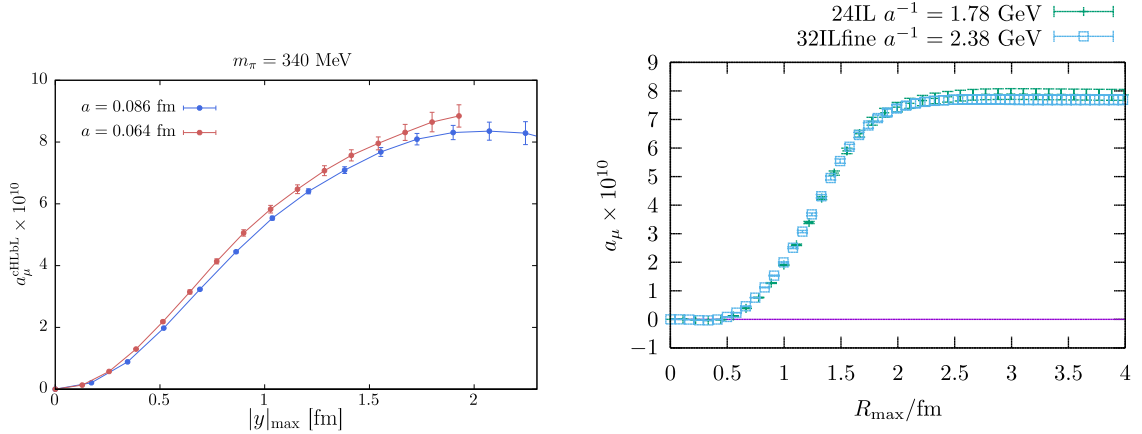 m_π = 340 MeV
a = 0.086 fm
a = 0.064 fm
a_μ^cHLbL × 10^10
10
8
6
4
2
0
0 0.5 1 1.5 2
|y|_max [fm]
24IL a^−1 = 1.78 GeV
32ILfine a^−1 = 2.38 GeV
a_μ × 10^10
9
8
7
6
5
4
3
2
1
0
−1
0 0.5 1 1.5 2 2.5 3 3.5 4
R_max/fm